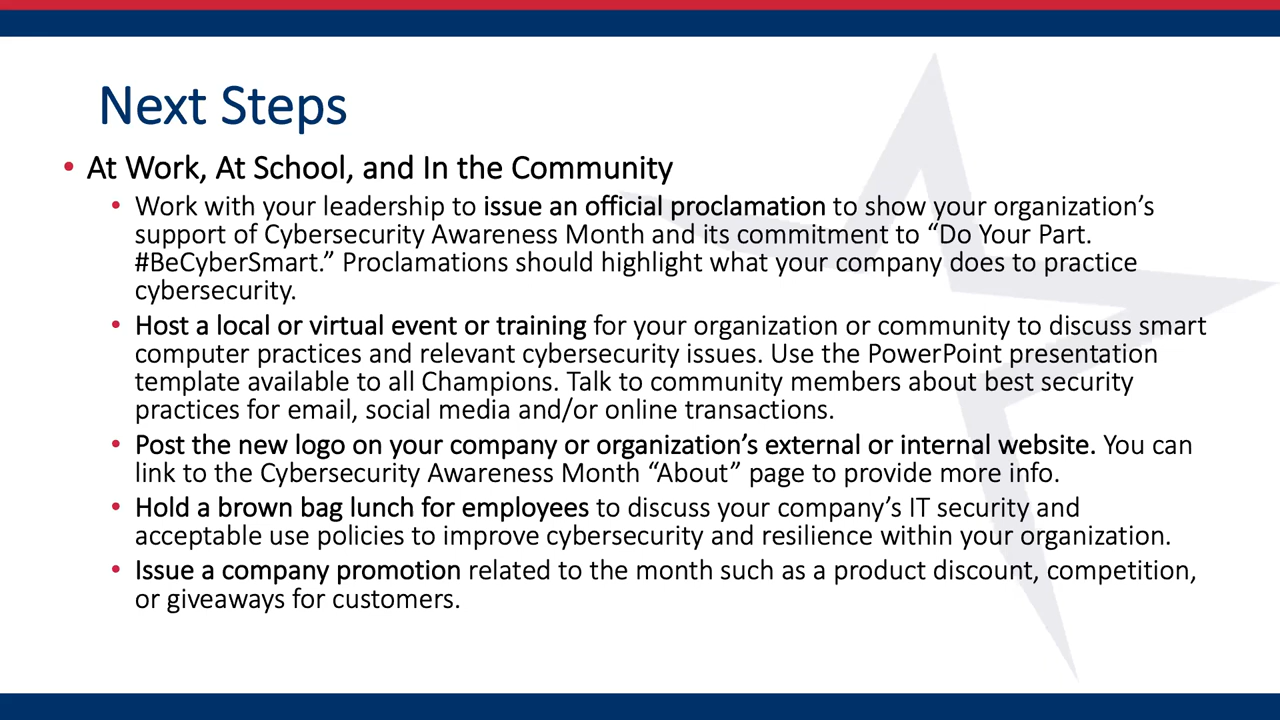 Next Steps
• At Work, At School, and In the Community
• Work with your leadership to issue an official proclamation to show your organization’s
support of Cybersecurity Awareness Month and its commitment to “Do Your Part.
#BeCyberSmart.” Proclamations should highlight what your company does to practice
cybersecurity.
• Host a local or virtual event or training for your organization or community to discuss smart
computer practices and relevant cybersecurity issues. Use the PowerPoint presentation
template available to all Champions. Talk to community members about best security
practices for email, social media and/or online transactions.
• Post the new logo on your company or organization’s external or internal website. You can
link to the Cybersecurity Awareness Month “About” page to provide more info.
• Hold a brown bag lunch for employees to discuss your company’s IT security and
acceptable use policies to improve cybersecurity and resilience within your organization.
• Issue a company promotion related to the month such as a product discount, competition,
or giveaways for customers.